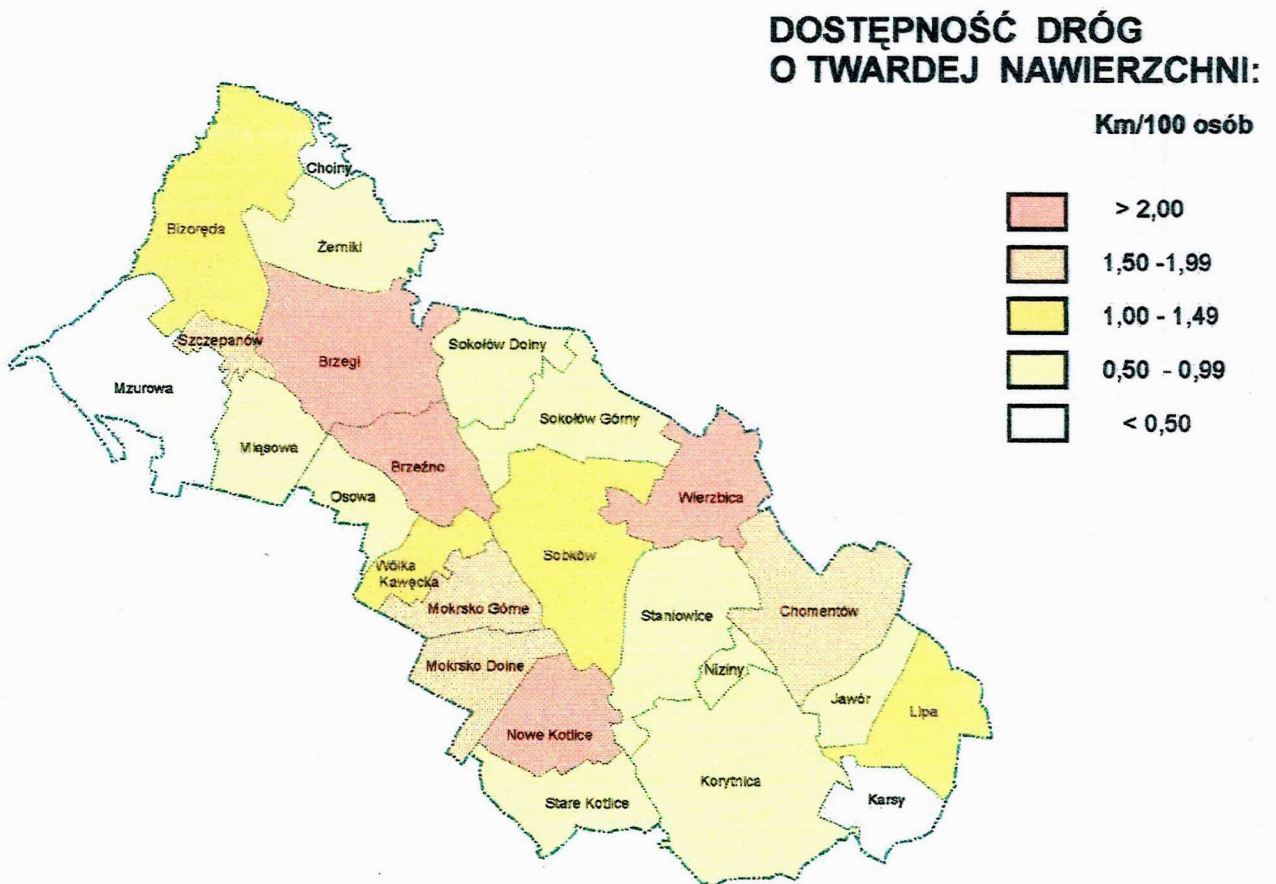 DOSTĘPNOŚĆ DRÓG
O TWARDEJ NAWIERZCHNI:
Km/100 osób
> 2,00
1,50 -1,99
1,00 - 1,49
0,50 - 0,99
< 0,50
Choiny
Bizoręda
Żerniki
Szczepanów
Brzegi
Sokołów Dolny
Mzurowa
Sokołów Górny
Miąsowa
Brzeźno
Osowa
Wierzbica
Sobków
Wólka
Kawęcka
Mokrsko Górne
Staniowice
Chomentów
Mokrsko Dolne
Niziny
Jawór
Lipa
Nowe Kotlice
Korytnica
Stare Kotlice
Karsy